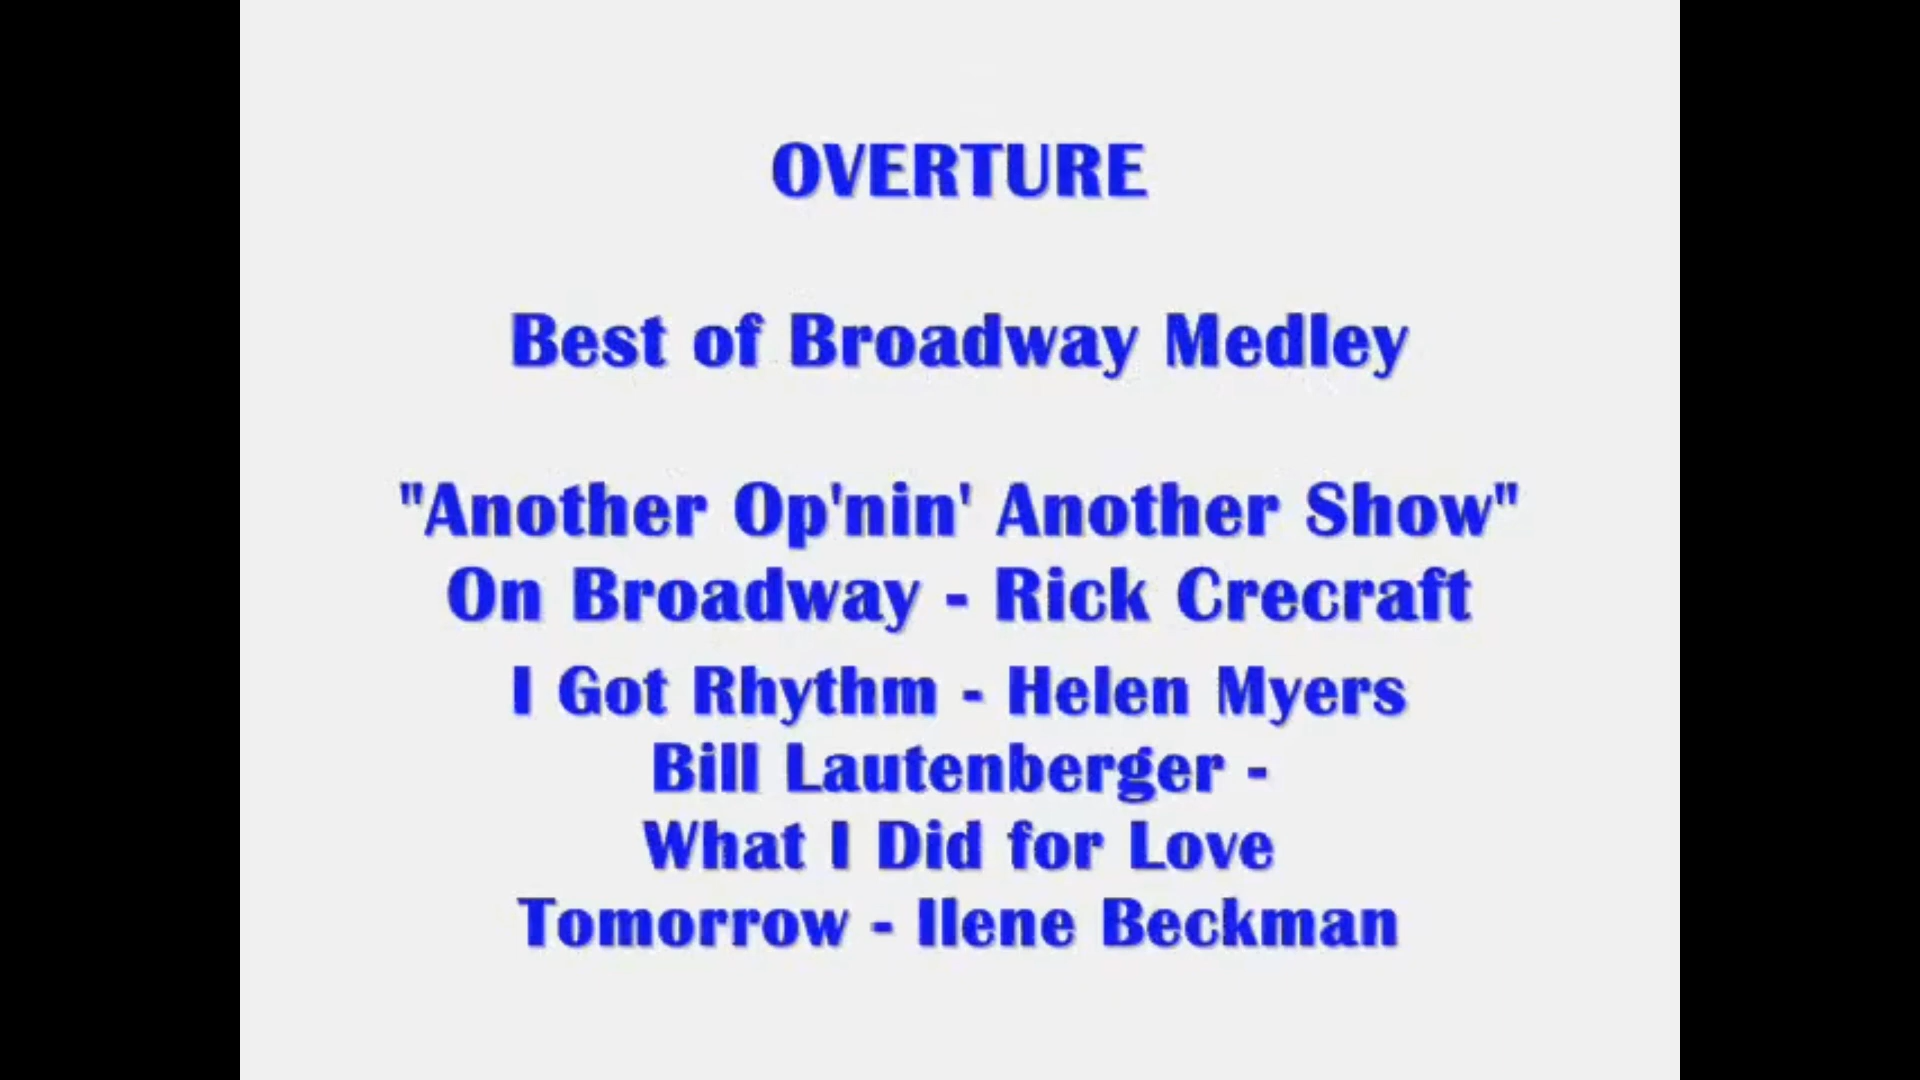 OVERTURE
Best of Broadway Medley
"Another Op'nin' Another Show"
On Broadway - Rick Crecraft
I Got Rhythm - Helen Myers
Bill Lautenberger -
What I Did for Love
Tomorrow - Ilene Beckman